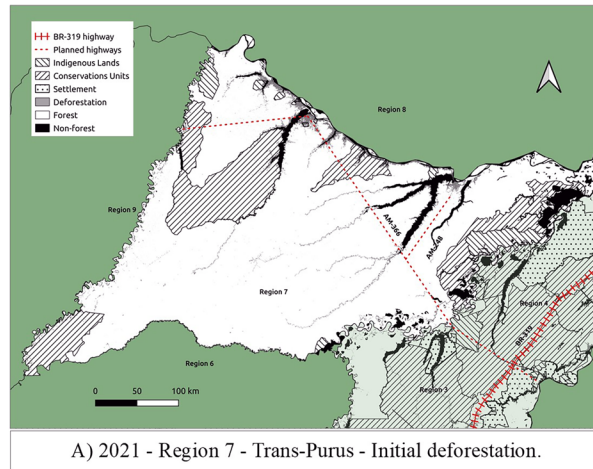 BR-319 highway
Planned highways
Indigenous Lands
Conservations Units
Settlement
Deforestation
Forest
Non-forest
Region 8
Region 9
AM-366
AM-248
Region 7
Region 4
BR-319
Region 6
Region 3
0 50 100 km
A) 2021 - Region 7 - Trans-Purus - Initial deforestation.